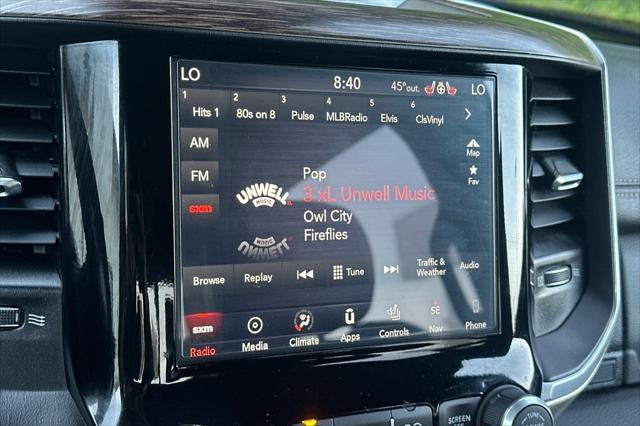 LO 8:40 45°out. LO
1 2 3 4 5 6
Hits 1 80s on 8 Pulse MLBRadio Elvis ClsVinyl
AM
FM
sxm
Map
Fav
UNWELL
MUSIC
Pop
3 xL Unwell Music
Owl City
Fireflies
Browse Replay Tune Traffic & Weather Audio
sxm
Radio Media Climate Apps Controls Nav Phone
SE
SCREEN
TUNE